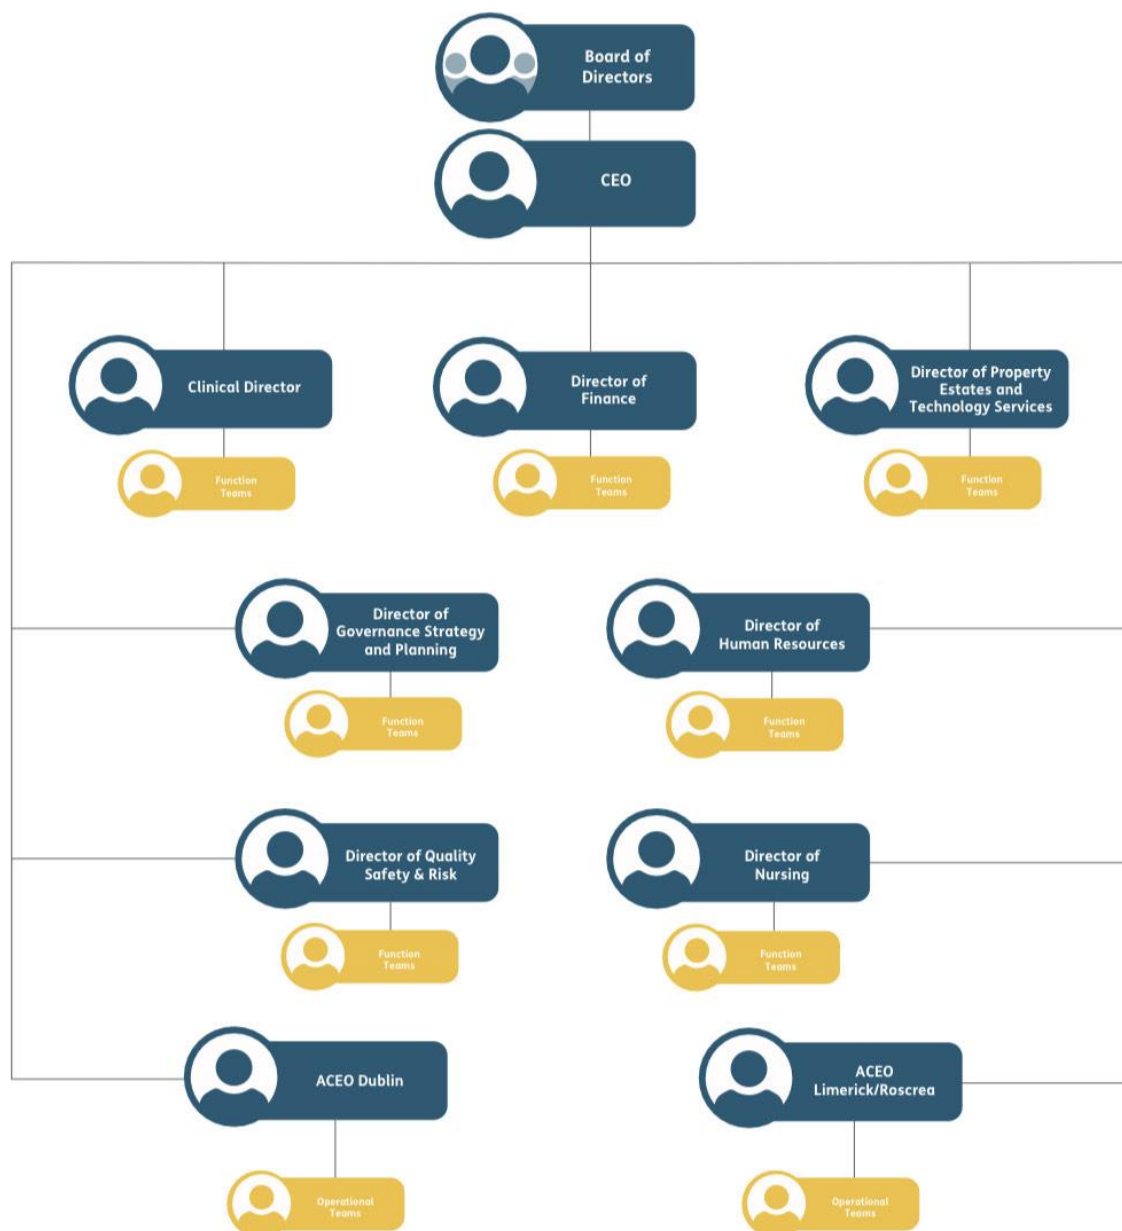 Board of
Directors
CEO
Clinical Director
Director of
Finance
Director of Property
Estates and
Technology Services
Function
Teams
Function
Teams
Function
Teams
Director of
Governance Strategy
and Planning
Director of
Human Resources
Function
Teams
Function
Teams
Director of Quality
Safety & Risk
Director of
Nursing
Function
Teams
Function
Teams
ACEO Dublin
ACEO
Limerick/Roscrea
Operational
Teams
Operational
Teams